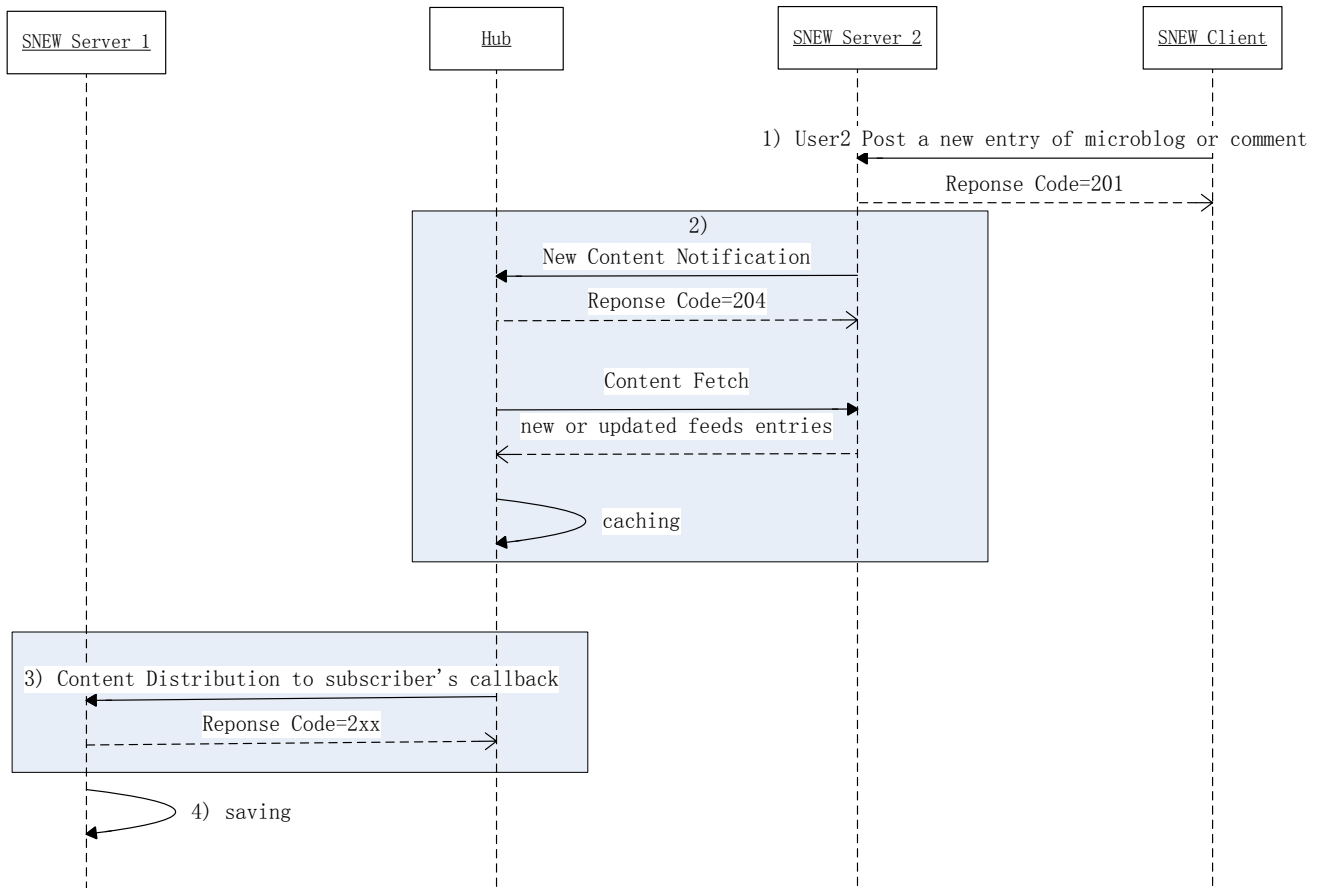 SNEW Server 1
Hub
SNEW Server 2
SNEW Client
1) User2 Post a new entry of microblog or comment
Reponse Code=201
2)
New Content Notification
Reponse Code=204
Content Fetch
new or updated feeds entries
caching
3) Content Distribution to subscriber's callback
Reponse Code=2xx
4) saving